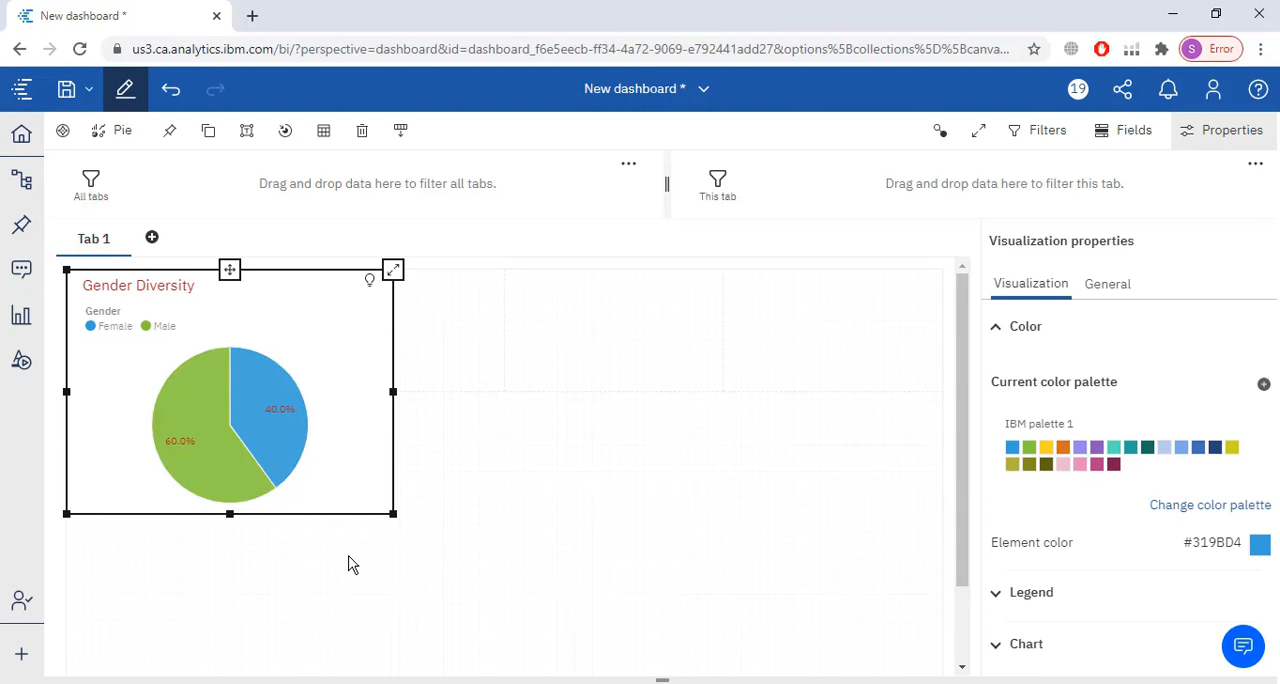 New dashboard *
us3.ca.analytics.ibm.com/bi/?perspective=dashboard&id=dashboard_f6e5eecb-ff34-4a72-9069-e792441add27&options%5Bcollections%5D%5Bcanva...
S Error
New dashboard *
19
Pie
Filters
Fields
Properties
All tabs
Drag and drop data here to filter all tabs.
This tab
Drag and drop data here to filter this tab.
Tab 1
Gender Diversity
Gender
Female Male
40.0%
60.0%
Visualization properties
Visualization General
Color
Current color palette
IBM palette 1
Change color palette
Element color #319BD4
Legend
Chart